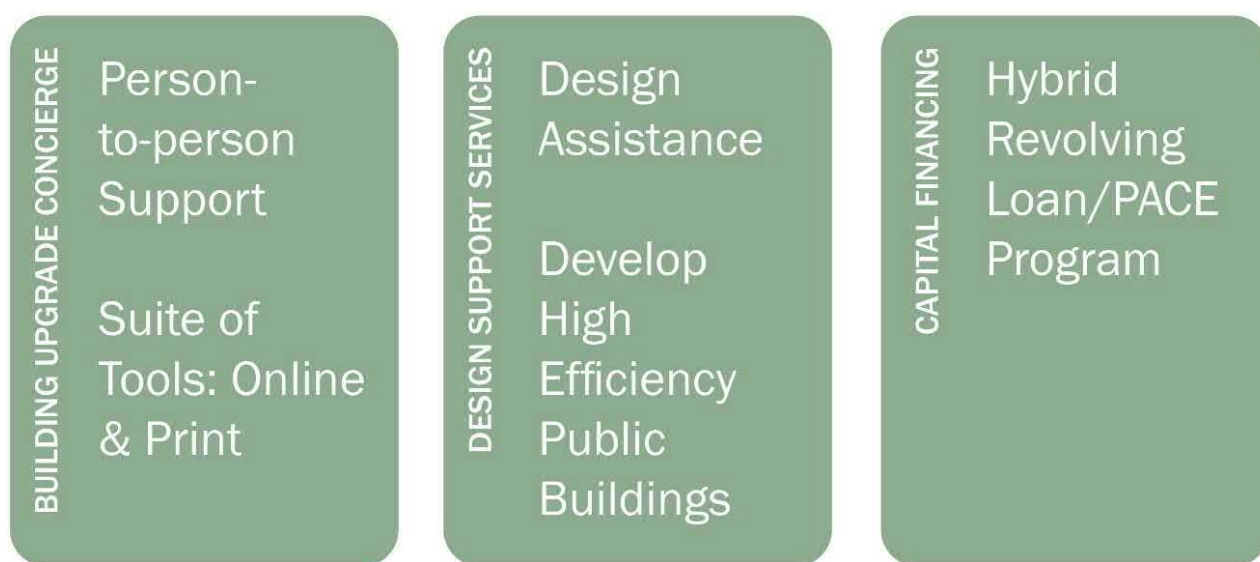 BUILDING UPGRADE CONCIERGE
Person-
to-person
Support
Suite of
Tools: Online
& Print
DESIGN SUPPORT SERVICES
Design
Assistance
Develop
High
Efficiency
Public
Buildings
CAPITAL FINANCING
Hybrid
Revolving
Loan/PACE
Program